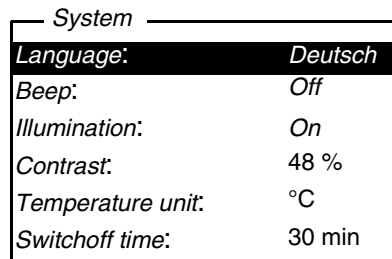 System
Language: Deutsch
Beep: Off
Illumination: On
Contrast: 48 %
Temperature unit: °C
Switchoff time: 30 min